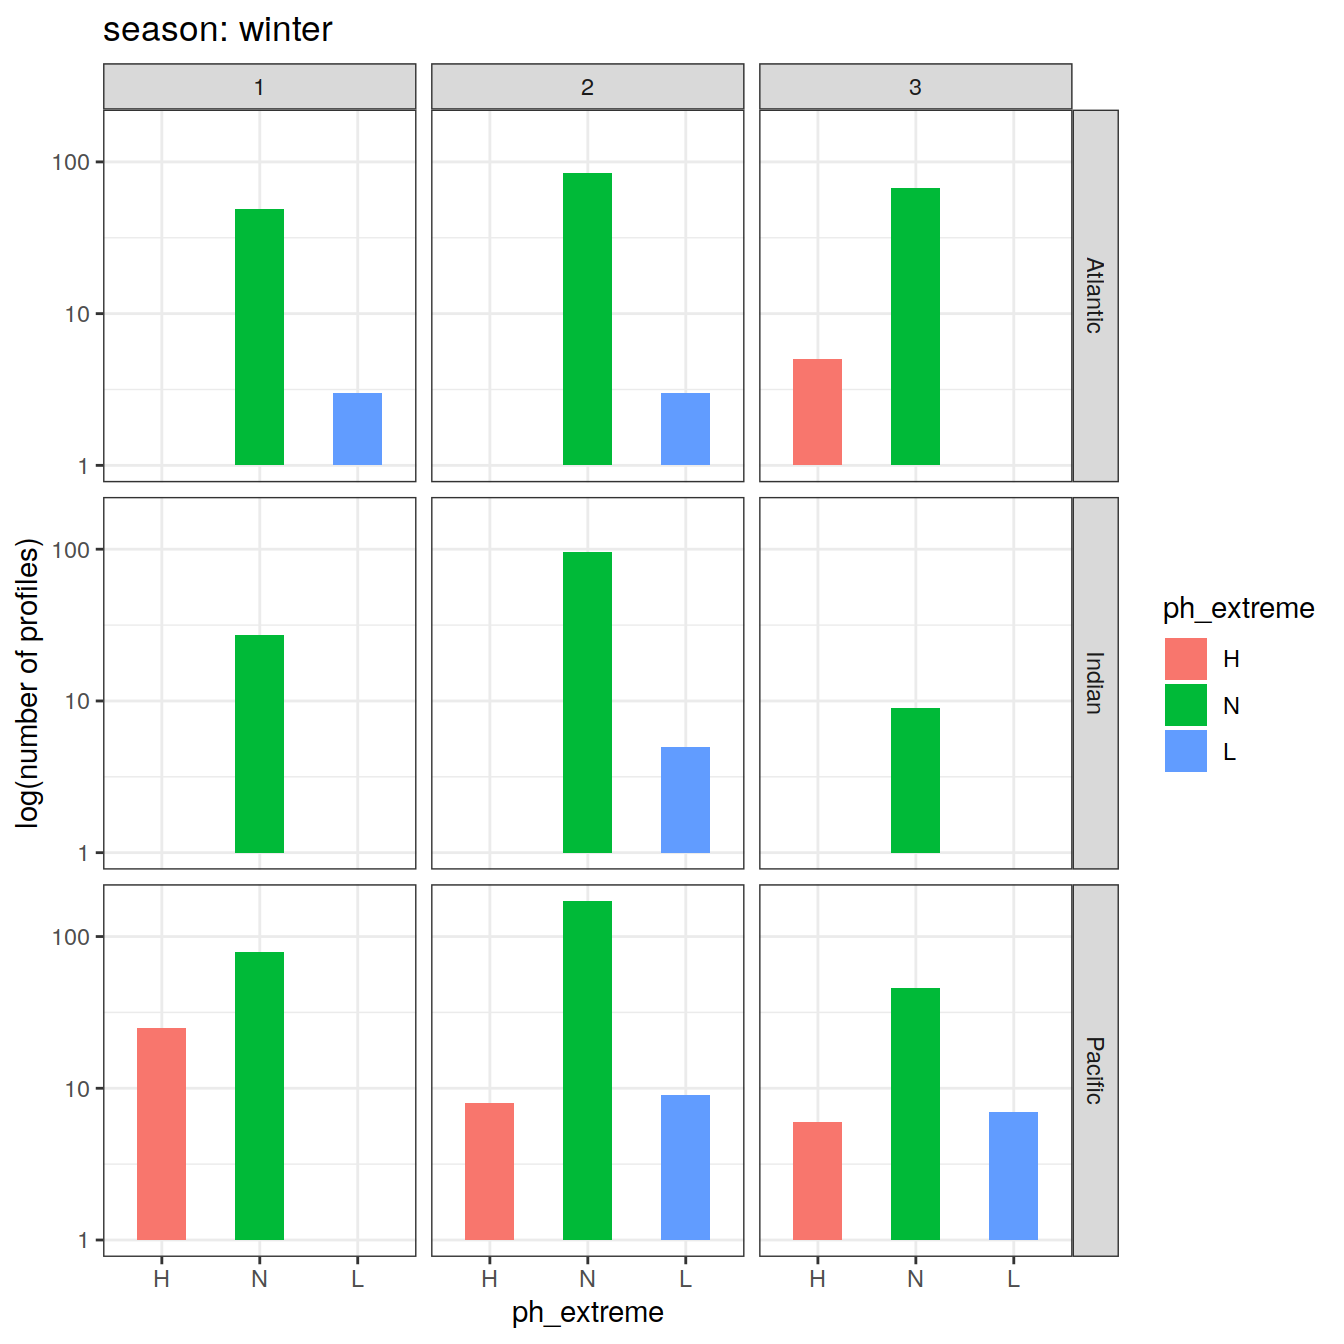 season: winter
1 2 3
100
10
1
Atlantic
100
10
1
Indian
100
10
1
Pacific
log(number of profiles)
H N L H N L H N L
ph_extreme
ph_extreme
H
N
L